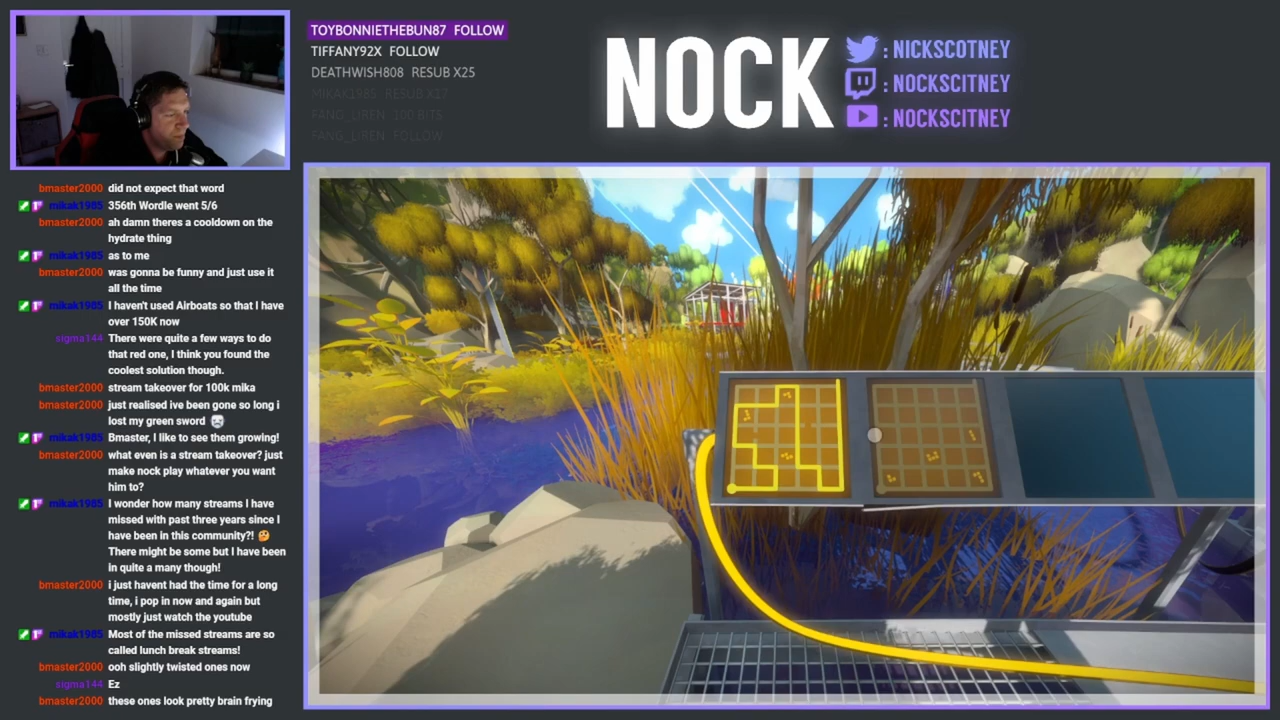 TOYBONNIETHEBUN87 FOLLOW
TIFFANY92X FOLLOW
DEATHWISH808 RESUB X25
MIKAK1985 RESUB X17
FANG_LIREN 100 BITS
FANG_LIREN FOLLOW
NOCK
: NICKSCOTNEY
: NOCKSCITNEY
: NOCKSCITNEY
bmaster2000 did not expect that word
mikak1985 356th Wordle went 5/6
bmaster2000 ah damn theres a cooldown on the
hydrate thing
mikak1985 as to me
bmaster2000 was gonna be funny and just use it
all the time
mikak1985 I haven't used Airboats so that I have
over 150K now
sigma144 There were quite a few ways to do
that red one, I think you found the
coolest solution though.
bmaster2000 stream takeover for 100k mika
bmaster2000 just realised ive been gone so long i
lost my green sword
mikak1985 Bmaster, I like to see them growing!
bmaster2000 what even is a stream takeover? just
make nock play whatever you want
him to?
mikak1985 I wonder how many streams I have
missed with past three years since I
have been in this community?! 🤔
There might be some but I have been
in quite a many though!
bmaster2000 i just havent had the time for a long
time, i pop in now and again but
mostly just watch the youtube
mikak1985 Most of the missed streams are so
called lunch break streams!
bmaster2000 ooh slightly twisted ones now
sigma144 Ez
bmaster2000 these ones look pretty brain frying